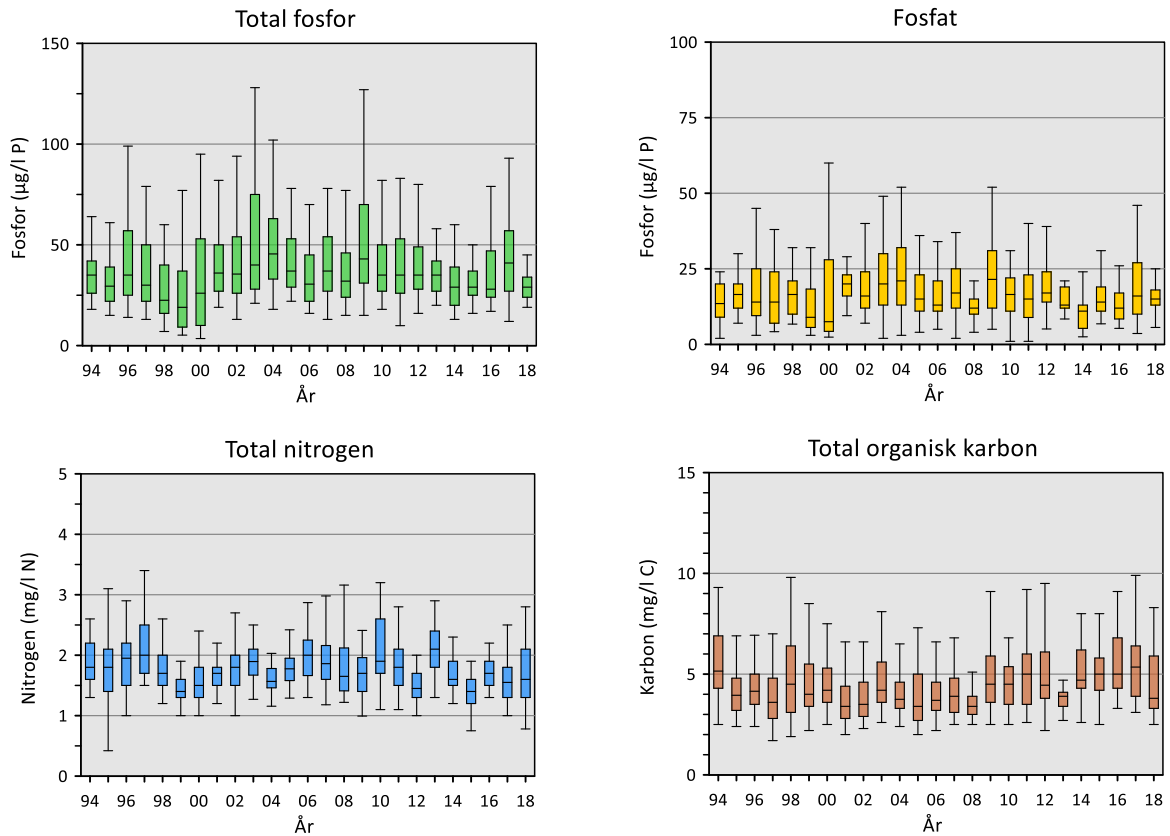 Total fosfor
Fosfor (µg/l P)
150
100
50
0
94 96 98 00 02 04 06 08 10 12 14 16 18
År
Fosfat
Fosfor (µg/l P)
100
75
50
25
0
94 96 98 00 02 04 06 08 10 12 14 16 18
År
Total nitrogen
Nitrogen (mg/l N)
5
4
3
2
1
0
94 96 98 00 02 04 06 08 10 12 14 16 18
År
Total organisk karbon
Karbon (mg/l C)
15
10
5
0
94 96 98 00 02 04 06 08 10 12 14 16 18
År